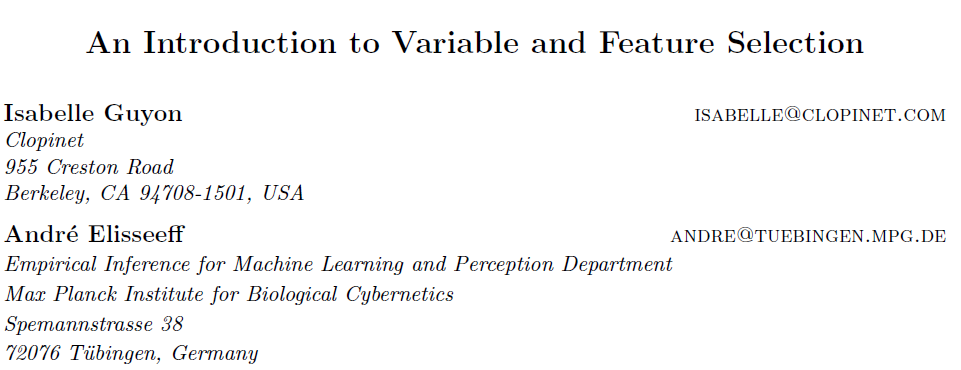 An Introduction to Variable and Feature Selection
Isabelle Guyon ISABELLE@CLOPINET.COM
Clopinet
955 Creston Road
Berkeley, CA 94708-1501, USA
André Elisseeff ANDRE@TUEBINGEN.MPG.DE
Empirical Inference for Machine Learning and Perception Department
Max Planck Institute for Biological Cybernetics
Spemannstrasse 38
72076 Tübingen, Germany